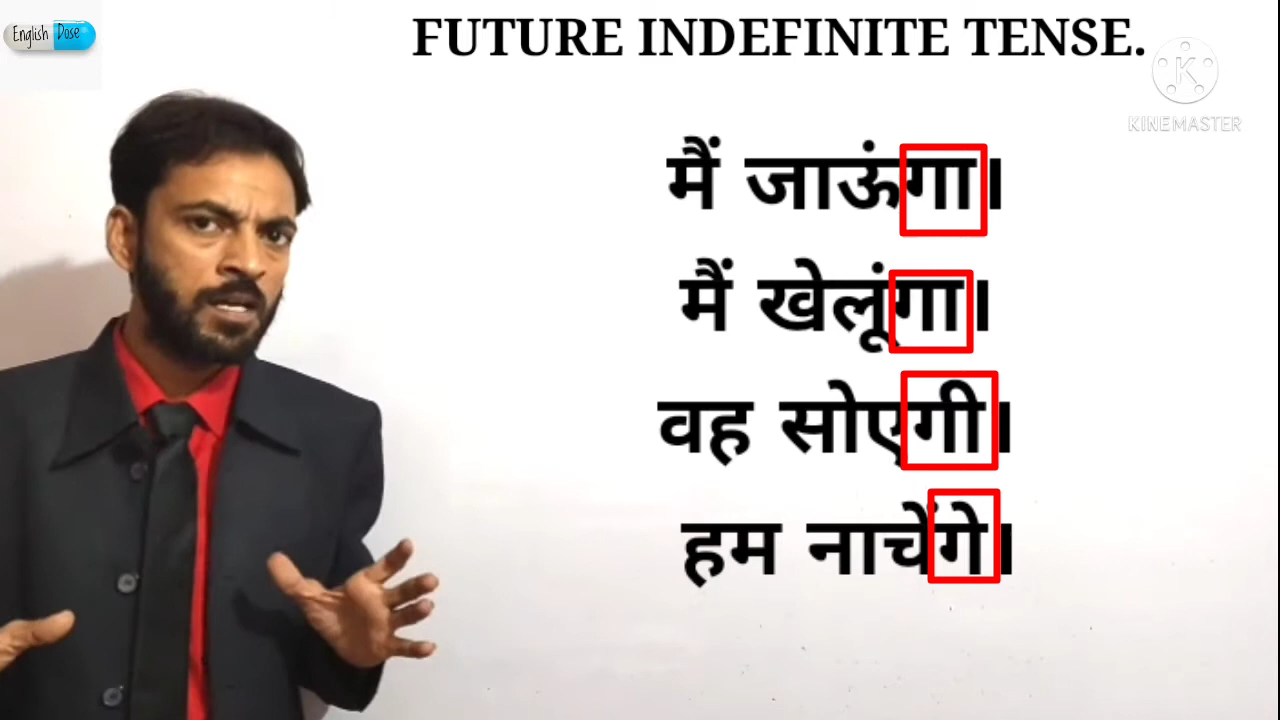 English Dose
FUTURE INDEFINITE TENSE.
KINEMASTER
मैं जाऊंगा।
मैं खेलूंगा।
वह सोएगी।
हम नाचेंगे।